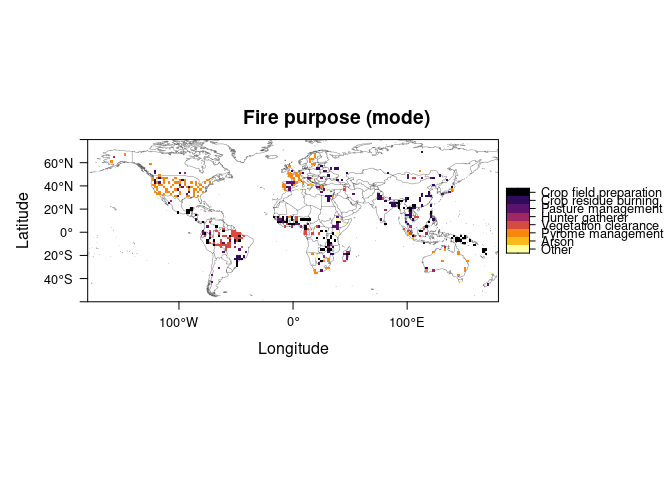 Fire purpose (mode)
Latitude
60°N
40°N
20°N
0°
20°S
40°S
100°W
0°
100°E
Longitude
Crop field preparation
Crop residue burning
Pasture management
Hunter gatherer
Vegetation clearance
Pyrome management
Arson
Other